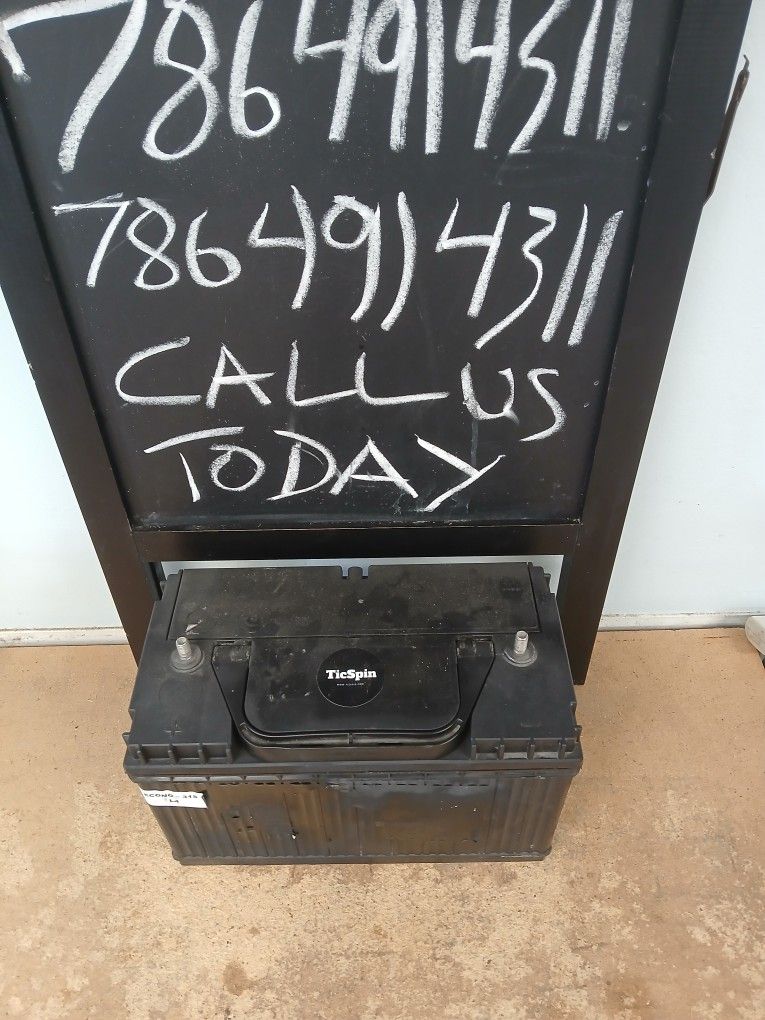 7864914311
7864914311
CALL US
TODAY
TicSpin
+